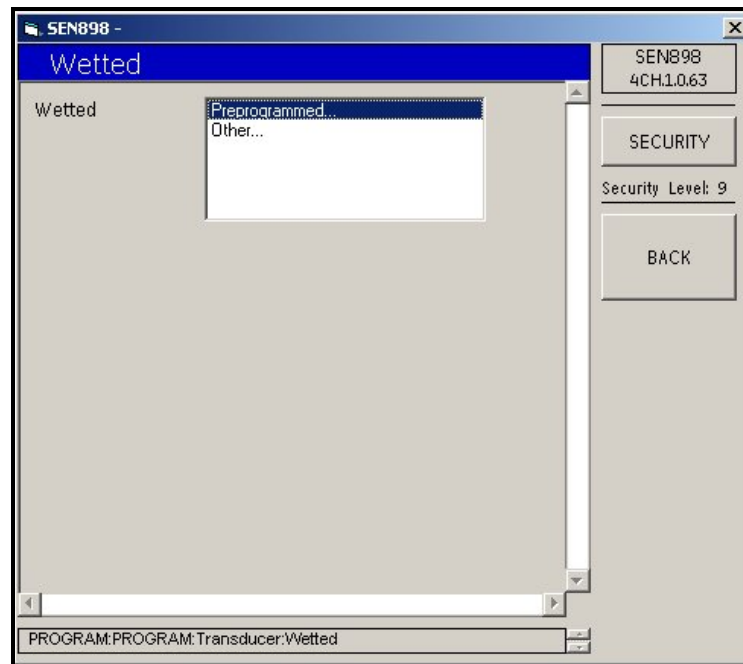 SEN898 -
Wetted
Wetted
Preprogrammed...
Other...
SEN898
4CH.1.0.63
SECURITY
Security Level: 9
BACK
PROGRAM:PROGRAM:Transducer:Wetted